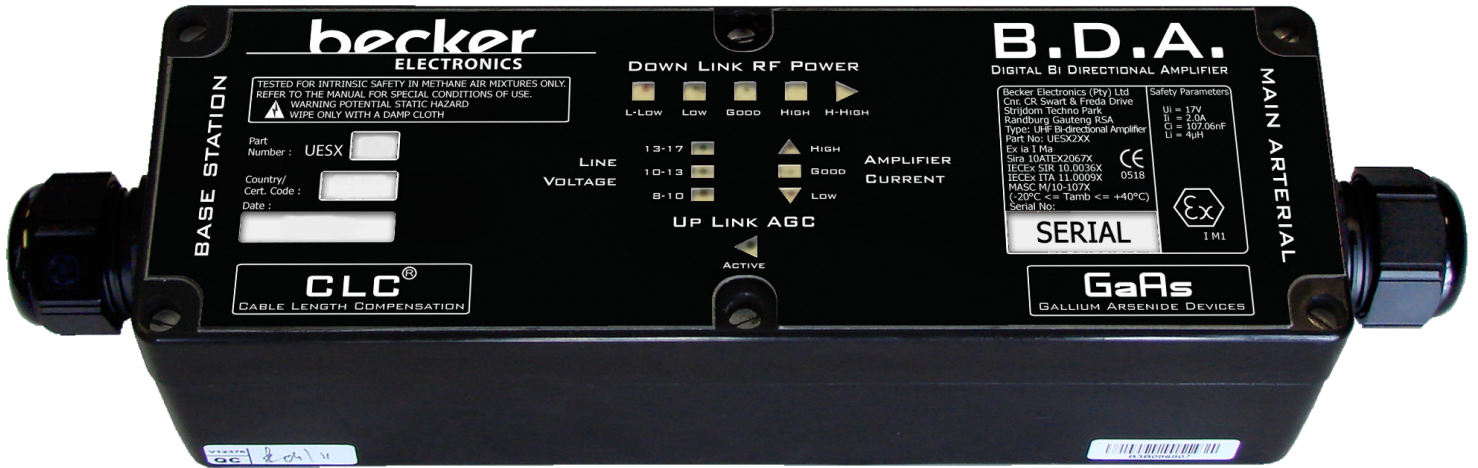 becker
ELECTRONICS
TESTED FOR INTRINSIC SAFETY IN METHANE AIR MIXTURES ONLY.
REFER TO THE MANUAL FOR SPECIAL CONDITIONS OF USE.
WARNING POTENTIAL STATIC HAZARD
WIPE ONLY WITH A DAMP CLOTH
BASE STATION
Part
Number : UESX
Country/
Cert. Code :
Date :
CLC®
CABLE LENGTH COMPENSATION
DOWN LINK RF POWER
L-LOW LOW GOOD HIGH H-HIGH
LINE
VOLTAGE
13-17
10-13
8-10
HIGH
GOOD
LOW
AMPLIFIER
CURRENT
UP LINK AGC
ACTIVE
B.D.A.
DIGITAL BI DIRECTIONAL AMPLIFIER
Becker Electronics (Pty) Ltd
Cnr. CR Swart & Freda Drive
Strijdom Techno Park
Randburg Gauteng RSA
Type: UHF Bi-directional Amplifier
Part No: UESX2XX
Ex ia I Ma
Sira 10ATEX2067X
IECEx SIR 10.0036X
IECEx ITA 11.0009X
MASC M/10-107X
(-20°C <= Tamb <= +40°C)
Serial No:
SERIAL
CE
0518
Safety Parameters
Ui = 17V
Ii = 2.0A
Ci = 107.06nF
Li = 4µH
Ex
I M1
MAIN ARTERIAL
GaAs
GALLIUM ARSENIDE DEVICES
V12376
QC